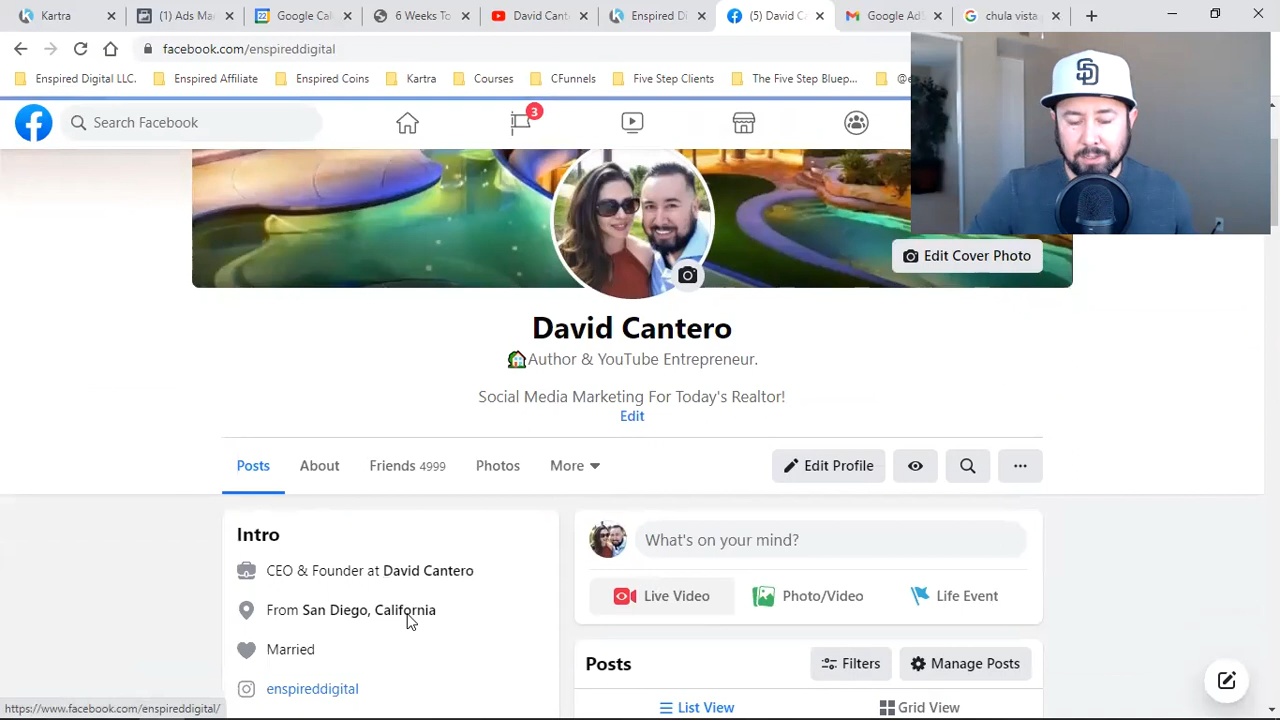 Kartra
(1) Ads Ma
Google Cal
6 Weeks To
David Cant
Enspired D
(5) David C
Gmail Google Ad
chula vista
facebook.com/enspireddigital
Enspired Digital LLC.
Enspired Affiliate
Enspired Coins
Kartra
Courses
CFunnels
Five Step Clients
The Five Step Bluep...
Search Facebook
3
SD
Edit Cover Photo
David Cantero
Author & YouTube Entrepreneur.
Social Media Marketing For Today's Realtor!
Edit
Posts
About
Friends 4999
Photos
More
Edit Profile
Intro
CEO & Founder at David Cantero
From San Diego, California
Married
enspireddigital
What's on your mind?
Live Video
Photo/Video
Life Event
Posts
Filters
Manage Posts
List View
Grid View
https://www.facebook.com/enspireddigital/